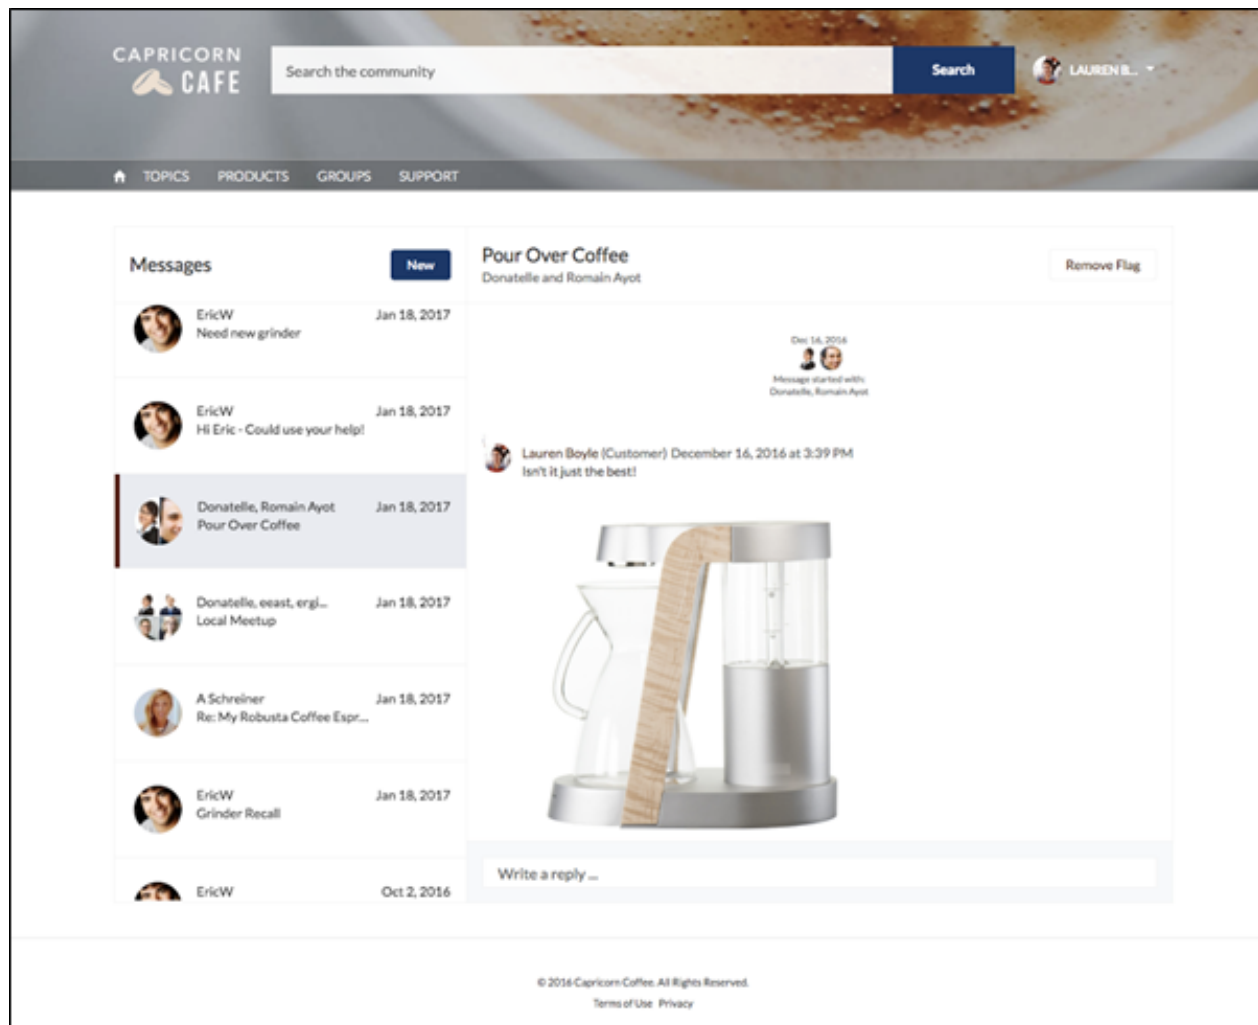 CAPRICORN
CAFE
Search the community
Search
LAUREN B...
TOPICS PRODUCTS GROUPS SUPPORT
Messages
New
EricW Jan 18, 2017
Need new grinder
EricW Jan 18, 2017
Hi Eric - Could use your help!
Donatelle, Romain Ayot Jan 18, 2017
Pour Over Coffee
Donatelle, eeast, ergi... Jan 18, 2017
Local Meetup
A Schreiner Jan 18, 2017
Re: My Robusta Coffee Espr...
EricW Jan 18, 2017
Grinder Recall
EricW Oct 2, 2016
Pour Over Coffee
Donatelle and Romain Ayot
Remove Flag
Dec 16, 2016
Message started with:
Donatelle, Romain Ayot
Lauren Boyle (Customer) December 16, 2016 at 3:39 PM
Isn't it just the best!
Write a reply ...
© 2016 Capricorn Coffee. All Rights Reserved.
Terms of Use Privacy